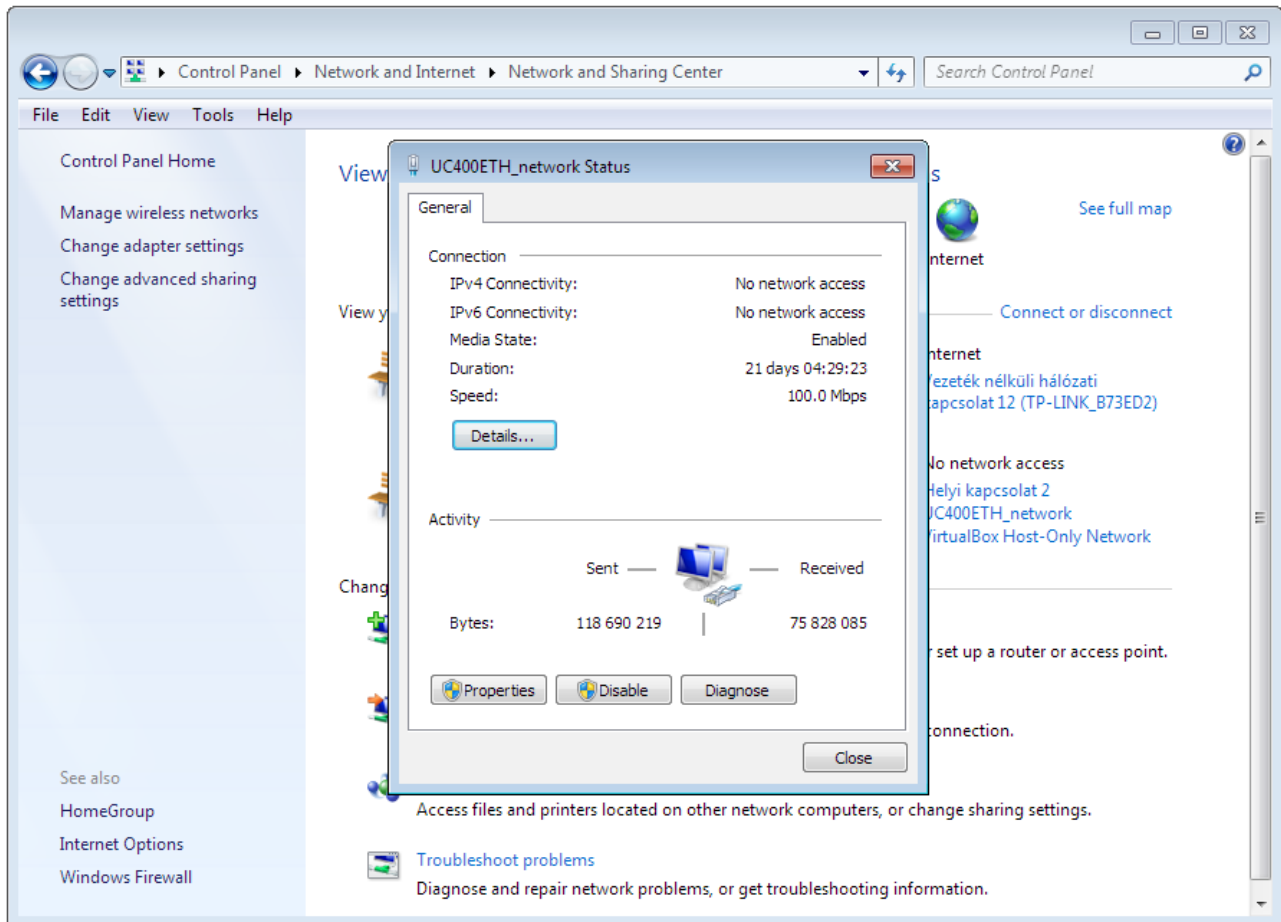 Control Panel Network and Internet Network and Sharing Center
Search Control Panel
File Edit View Tools Help
Control Panel Home
Manage wireless networks
Change adapter settings
Change advanced sharing
settings
See also
HomeGroup
Internet Options
Windows Firewall
View
s
See full map
nternet
View y
Connect or disconnect
nternet
ezeték nélküli hálózati
apcsolat 12 (TP-LINK_B73ED2)
No network access
Helyi kapcsolat 2
UC400ETH_network
VirtualBox Host-Only Network
Chang
set up a router or access point.
connection.
Access files and printers located on other network computers, or change sharing settings.
Troubleshoot problems
Diagnose and repair network problems, or get troubleshooting information.
UC400ETH_network Status
General
Connection
IPv4 Connectivity: No network access
IPv6 Connectivity: No network access
Media State: Enabled
Duration: 21 days 04:29:23
Speed: 100.0 Mbps
Details...
Activity
Sent Received
Bytes: 118 690 219 75 828 085
Properties Disable Diagnose
Close